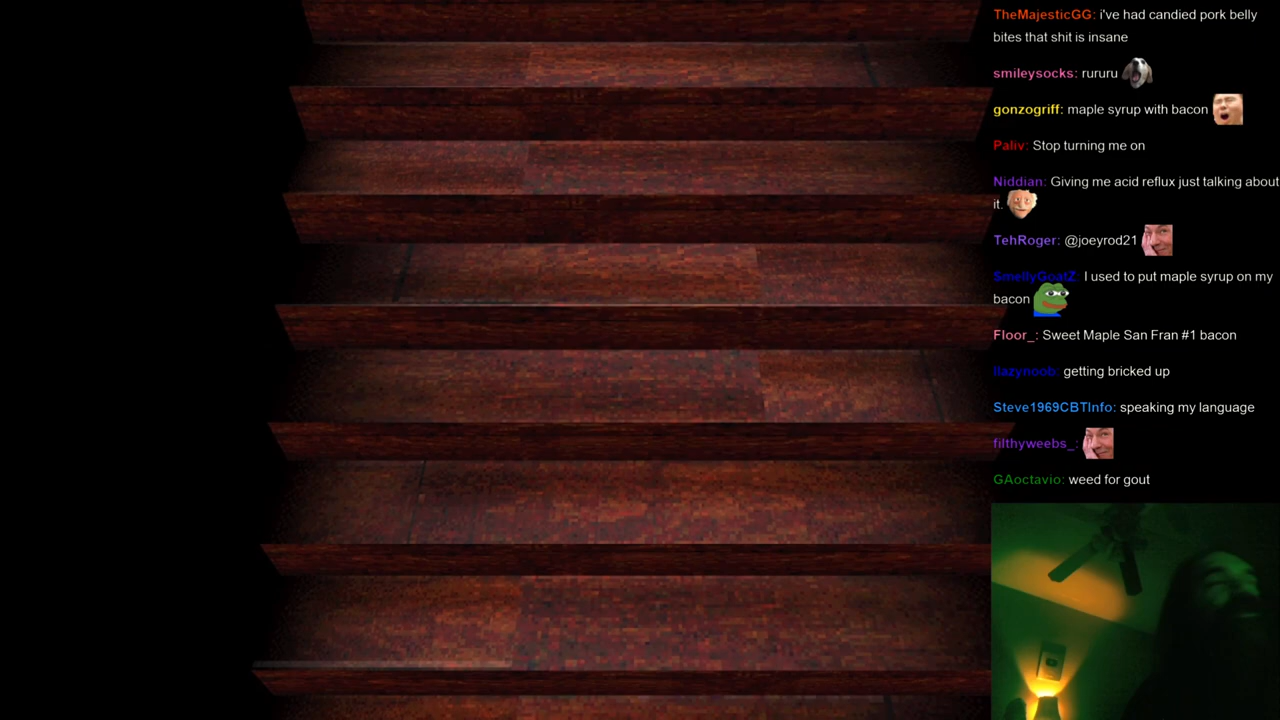 TheMajesticGG: i've had candied pork belly
bites that shit is insane
smileysocks: rururu
gonzogriff: maple syrup with bacon
Paliv: Stop turning me on
Niddian: Giving me acid reflux just talking about
it.
TehRoger: @joeyrod21
SmellyGoatZ: I used to put maple syrup on my
bacon
Floor_: Sweet Maple San Fran #1 bacon
llazynoob: getting bricked up
Steve1969CBTInfo: speaking my language
filthyweebs_:
GAoctavio: weed for gout